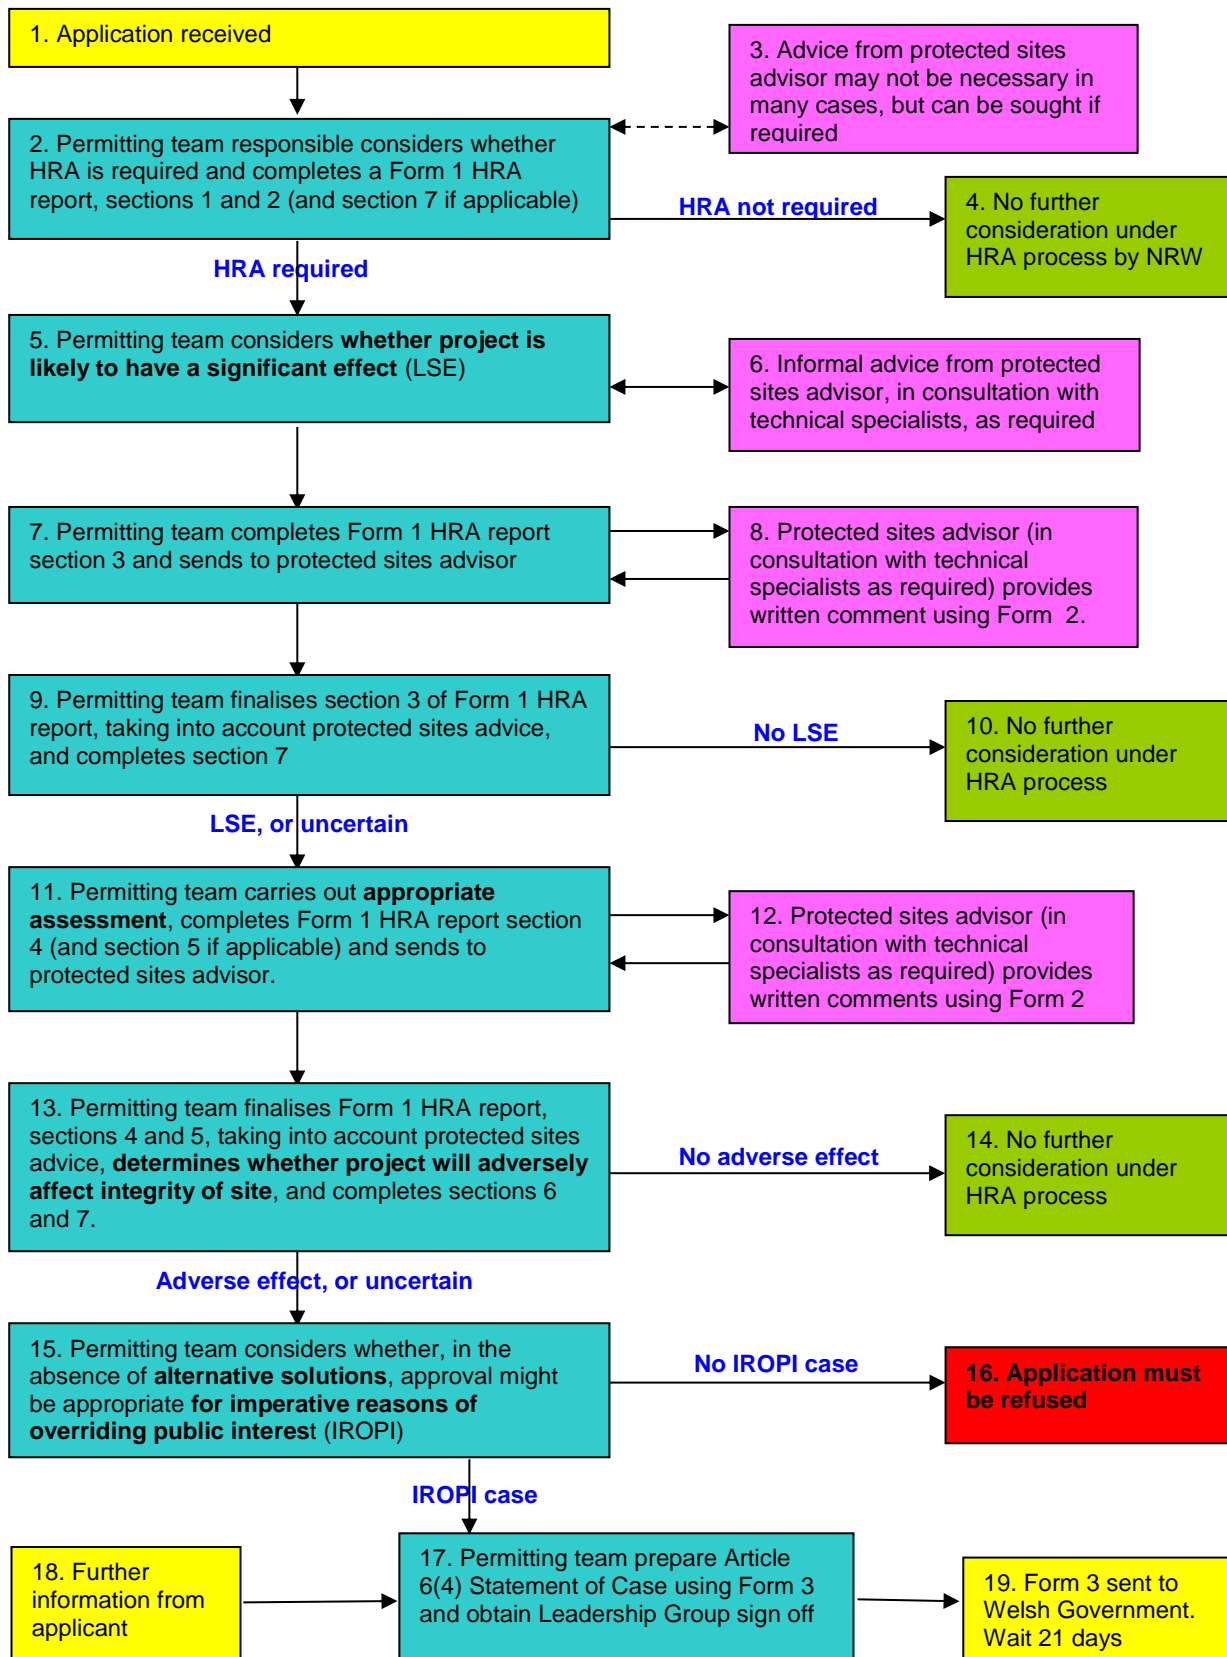 1. Application received
3. Advice from protected sites
advisor may not be necessary in
many cases, but can be sought if
required
2. Permitting team responsible considers whether
HRA is required and completes a Form 1 HRA
report, sections 1 and 2 (and section 7 if applicable)
HRA not required
4. No further
consideration under
HRA process by NRW
HRA required
5. Permitting team considers whether project is
likely to have a significant effect (LSE)
6. Informal advice from protected
sites advisor, in consultation with
technical specialists, as required
7. Permitting team completes Form 1 HRA report
section 3 and sends to protected sites advisor
8. Protected sites advisor (in
consultation with technical
specialists as required) provides
written comment using Form 2.
9. Permitting team finalises section 3 of Form 1 HRA
report, taking into account protected sites advice,
and completes section 7
No LSE
10. No further
consideration under
HRA process
LSE, or uncertain
11. Permitting team carries out appropriate
assessment, completes Form 1 HRA report section
4 (and section 5 if applicable) and sends to
protected sites advisor.
12. Protected sites advisor (in
consultation with technical
specialists as required) provides
written comments using Form 2
13. Permitting team finalises Form 1 HRA report,
sections 4 and 5, taking into account protected sites
advice, determines whether project will adversely
affect integrity of site, and completes sections 6
and 7.
No adverse effect
14. No further
consideration under
HRA process
Adverse effect, or uncertain
15. Permitting team considers whether, in the
absence of alternative solutions, approval might
be appropriate for imperative reasons of
overriding public interest (IROPI)
No IROPI case
16. Application must
be refused
IROPI case
18. Further
information from
applicant
17. Permitting team prepare Article
6(4) Statement of Case using Form 3
and obtain Leadership Group sign off
19. Form 3 sent to
Welsh Government.
Wait 21 days